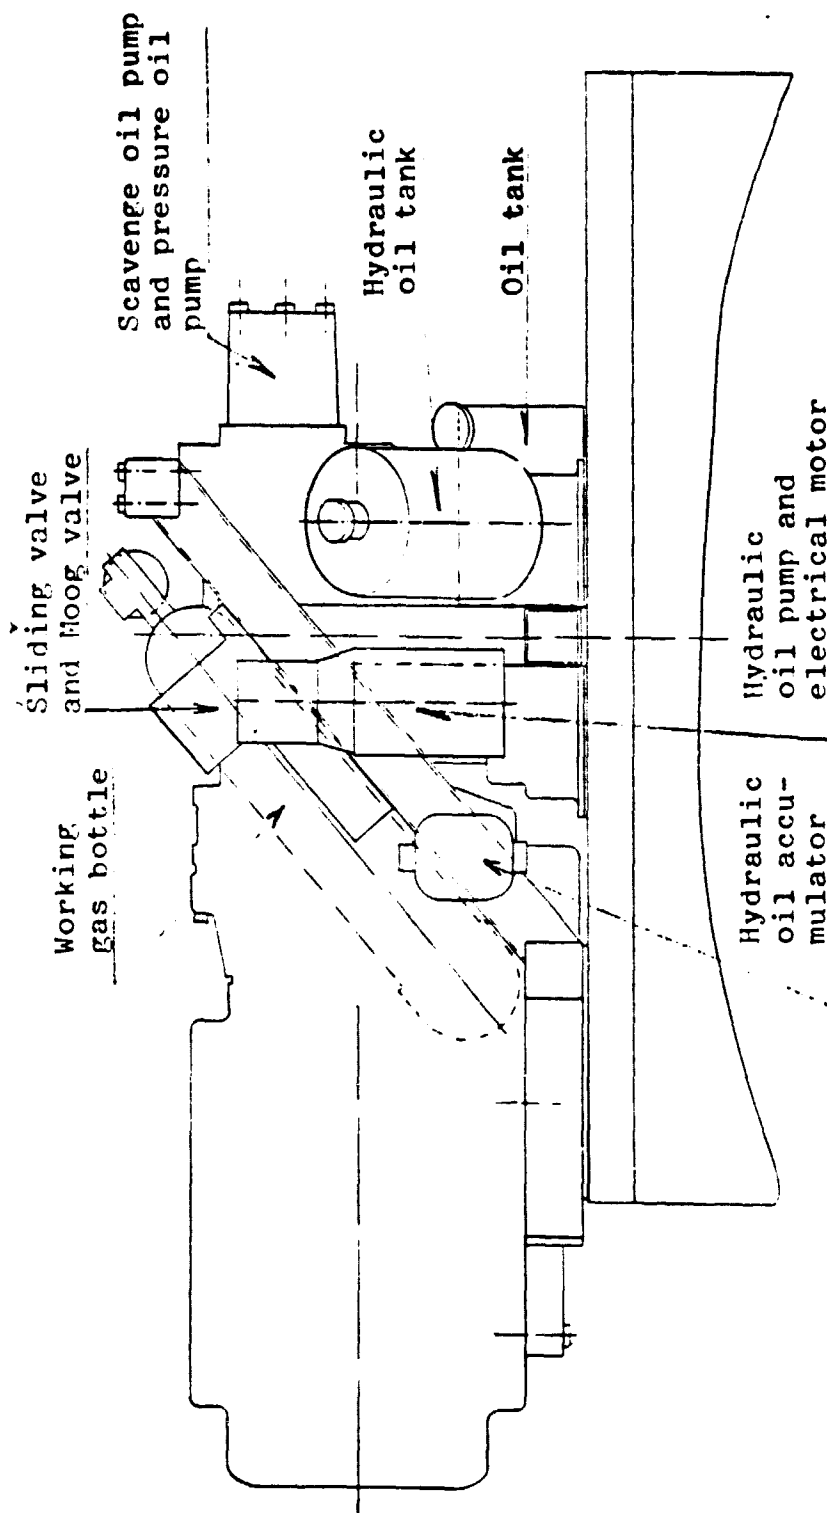 Working
gas bottle
Sliding valve
and Moog valve
Scavenge oil pump
and pressure oil
pump
Hydraulic
oil tank
Oil tank
Hydraulic
oil accu-
mulator
Hydraulic
oil pump and
electrical motor